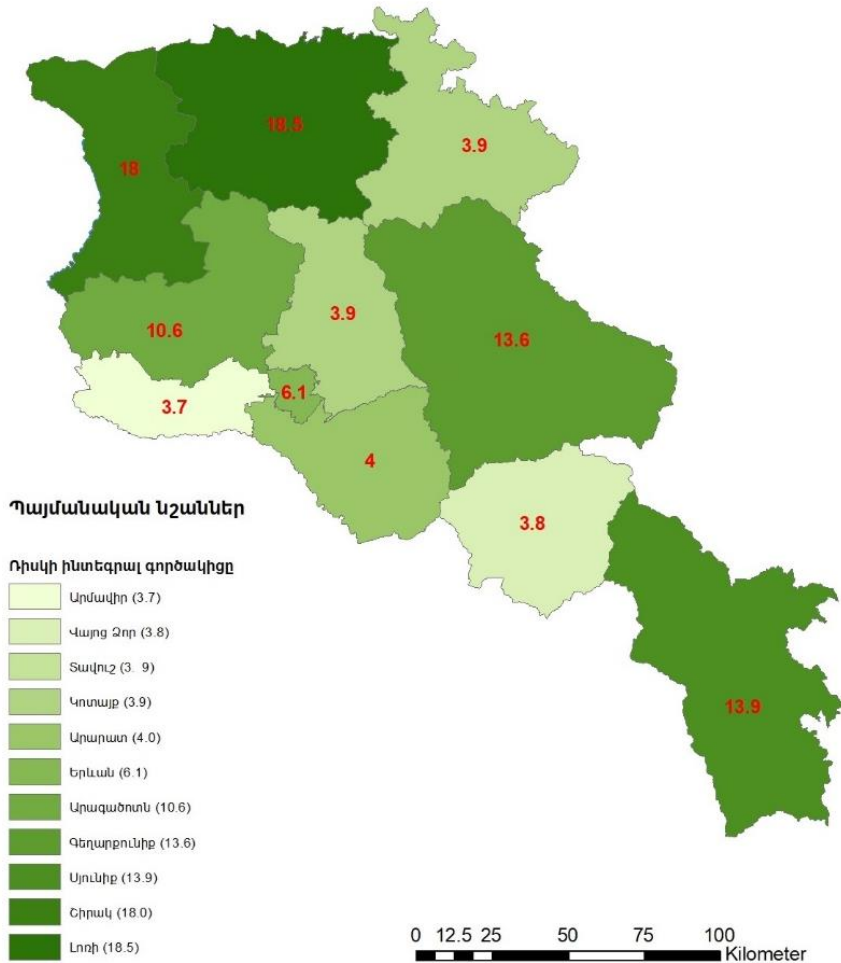 18.5
18
3.9
3.9
10.6
13.6
6.1
3.7
4
3.8
13.9
Պայմանական նշաններ
Ռիսկի ինտեգրալ գործակիցը
Արմավիր (3.7)
Վայոց Ձոր (3.8)
Տավուշ (3. 9)
Կոտայք (3.9)
Արարատ (4.0)
Երևան (6.1)
Արագածոտն (10.6)
Գեղարքունիք (13.6)
Սյունիք (13.9)
Շիրակ (18.0)
Լոռի (18.5)
0 12.5 25 50 75 100
Kilometer